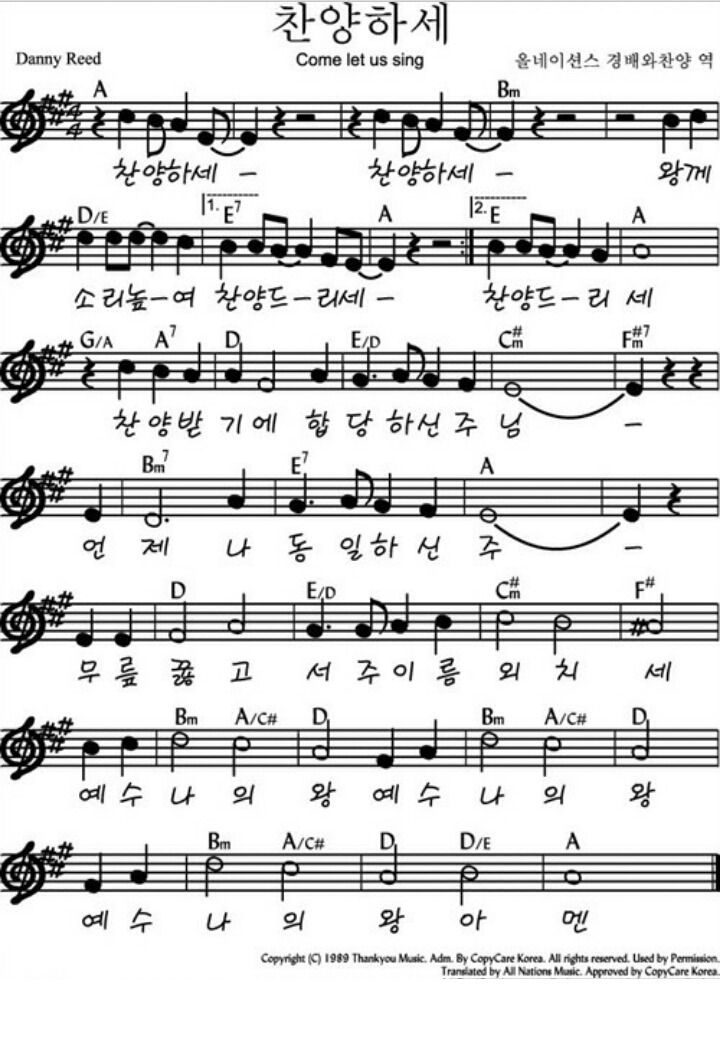 찬양하세
Danny Reed Come let us sing 올네이션스 경배와찬양 역
A Bm
4/4
찬양하세 - 찬양하세 - 왕께
D/E 1. E7 A 2. E A
소리높-여 찬양드-리세- 찬양드-리 세
G/A A7 D E/D C#m F#m7
찬양받 기에 합 당하신주 님 -
Bm7 E7 A
언 제 나 동 일하 신 주 -
D E/D C#m F#
무 릎 꿇 고 서 주이 름 외 치 세
Bm A/C# D Bm A/C# D
예 수 나 의 왕 예 수 나 의 왕
Bm A/C# D D/E A
예 수 나 의 왕 아 멘
Copyright (C) 1989 Thankyou Music. Adm. By CopyCare Korea. All rights reserved. Used by Permission.
Translated by All Nations Music. Approved by CopyCare Korea.